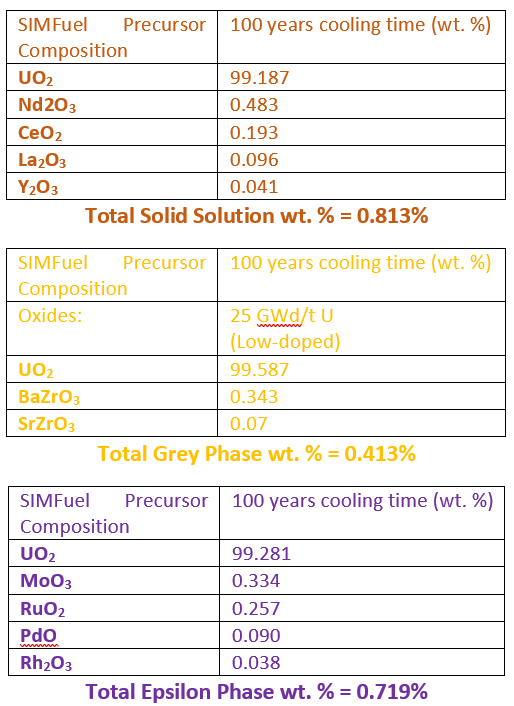 SIMFuel Precursor 100 years cooling time (wt. %)
Composition
UO₂ 99.187
Nd2O₃ 0.483
CeO₂ 0.193
La₂O₃ 0.096
Y₂O₃ 0.041
Total Solid Solution wt. % = 0.813%
SIMFuel Precursor 100 years cooling time (wt. %)
Composition
Oxides: 25 GWd/t U
(Low-doped)
UO₂ 99.587
BaZrO₃ 0.343
SrZrO₃ 0.07
Total Grey Phase wt. % = 0.413%
SIMFuel Precursor 100 years cooling time (wt. %)
Composition
UO₂ 99.281
MoO₃ 0.334
RuO₂ 0.257
PdO 0.090
Rh₂O₃ 0.038
Total Epsilon Phase wt. % = 0.719%